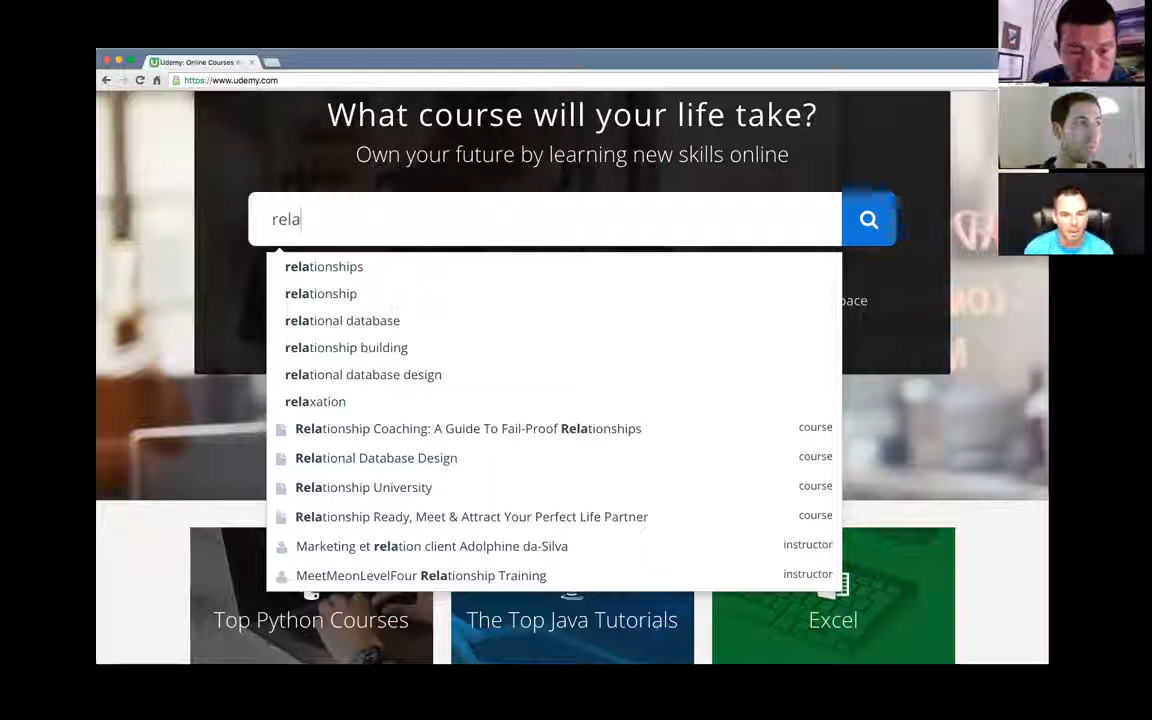 Udemy: Online Courses A
https://www.udemy.com
What course will your life take?
Own your future by learning new skills online
rela
pace
relationships
relationship
relational database
relationship building
relational database design
relaxation
Relationship Coaching: A Guide To Fail-Proof Relationships course
Relational Database Design course
Relationship University course
Relationship Ready, Meet & Attract Your Perfect Life Partner course
Marketing et relation client Adolphine da-Silva instructor
MeetMeonLevelFour Relationship Training instructor
Top Python Courses
The Top Java Tutorials
Excel